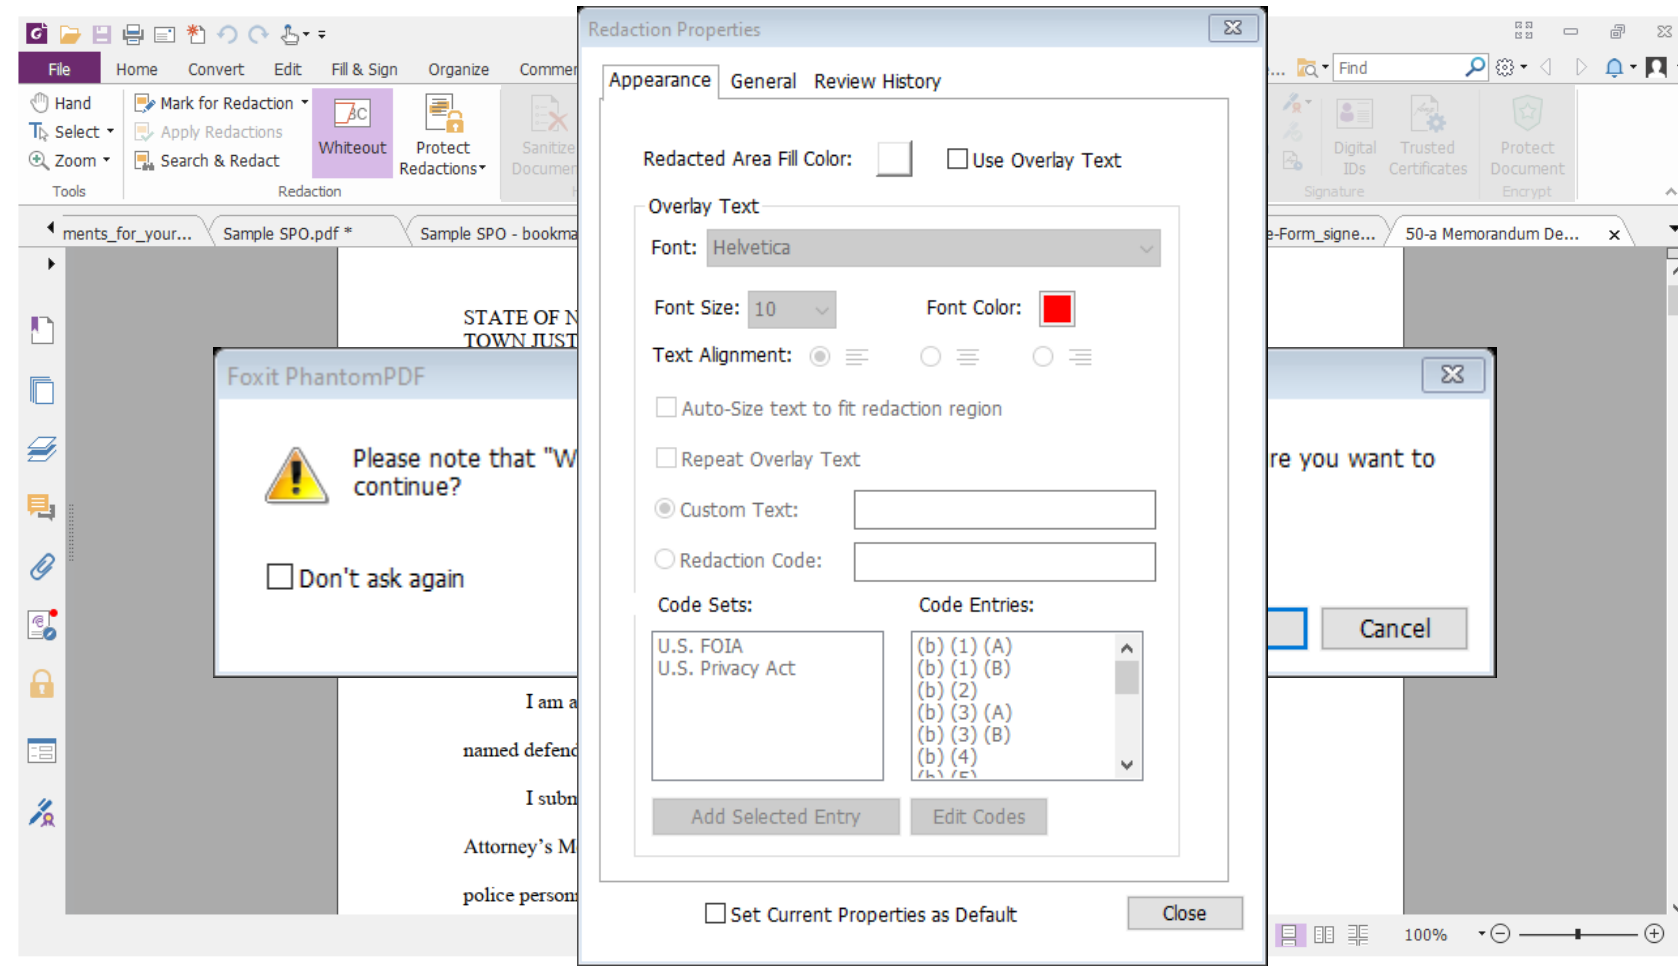 Redaction Properties
File Home Convert Edit Fill & Sign Organize Commen
... Find
Hand
Select
Zoom
Tools
Mark for Redaction
Apply Redactions
Search & Redact
Whiteout
Protect
Redactions
Redaction
Sanitize
Documen
H
Digital
IDs
Trusted
Certificates
Signature
Protect
Document
Encrypt
ments_for_your...
Sample SPO.pdf *
Sample SPO - bookma
e-Form_signe...
50-a Memorandum De...
STATE OF N
TOWN JUST
Foxit PhantomPDF
Please note that "W
re you want to
continue?
Don't ask again
Cancel
I am a
named defend
I subm
Attorney's M
police person
Appearance General Review History
Redacted Area Fill Color:
Use Overlay Text
Overlay Text
Font: Helvetica
Font Size: 10
Font Color:
Text Alignment:
Auto-Size text to fit redaction region
Repeat Overlay Text
Custom Text:
Redaction Code:
Code Sets:
Code Entries:
U.S. FOIA
U.S. Privacy Act
(b) (1) (A)
(b) (1) (B)
(b) (2)
(b) (3) (A)
(b) (3) (B)
(b) (4)
(b) (5)
Add Selected Entry
Edit Codes
Set Current Properties as Default
Close
100%